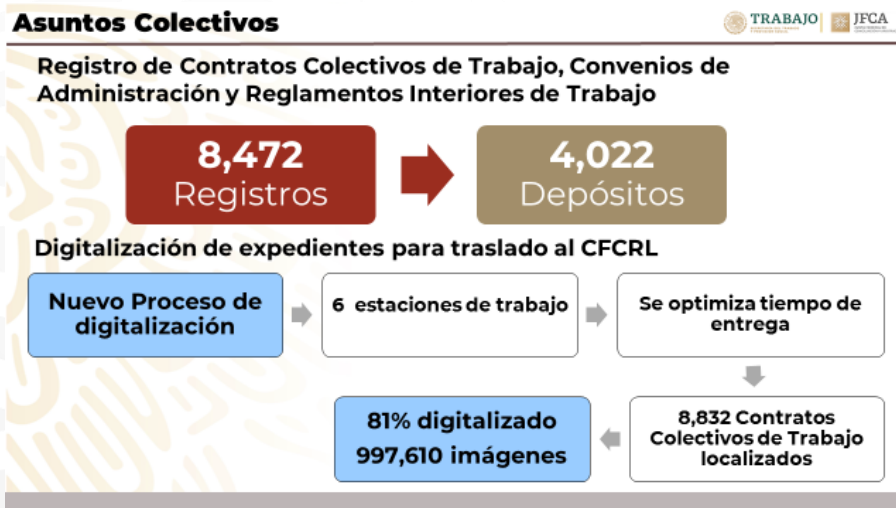 Asuntos Colectivos
TRABAJO
JFCA
Registro de Contratos Colectivos de Trabajo, Convenios de
Administración y Reglamentos Interiores de Trabajo
8,472
Registros
4,022
Depósitos
Digitalización de expedientes para traslado al CFCRL
Nuevo Proceso de
digitalización
6 estaciones de trabajo
Se optimiza tiempo de
entrega
81% digitalizado
997,610 imágenes
8,832 Contratos
Colectivos de Trabajo
localizados